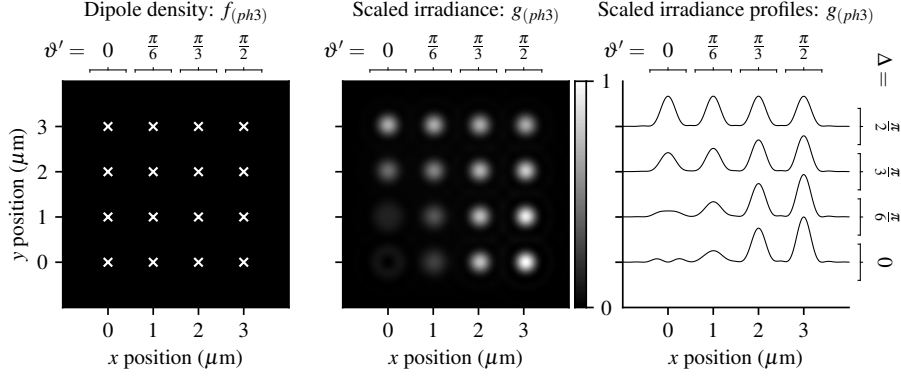 Dipole density: f(ph3)
ϑ′ = 0 π/6 π/3 π/2
y position (μm)
3
2
1
0
0 1 2 3
x position (μm)
Scaled irradiance: g(ph3)
ϑ′ = 0 π/6 π/3 π/2
0 1 2 3
x position (μm)
Scaled irradiance profiles: g(ph3)
ϑ′ = 0 π/6 π/3 π/2
1
0
0 1 2 3
x position (μm)
Δ =
π/2
π/3
π/6
0